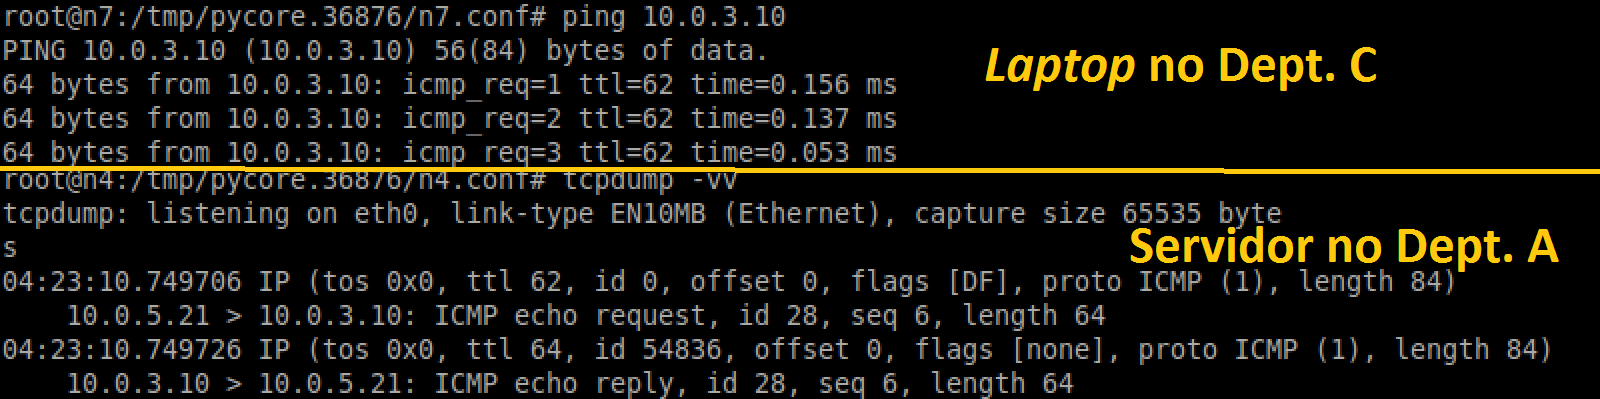 root@n7:/tmp/pycore.36876/n7.conf# ping 10.0.3.10
PING 10.0.3.10 (10.0.3.10) 56(84) bytes of data.
Laptop no Dept. C
64 bytes from 10.0.3.10: icmp_req=1 ttl=62 time=0.156 ms
64 bytes from 10.0.3.10: icmp_req=2 ttl=62 time=0.137 ms
64 bytes from 10.0.3.10: icmp_req=3 ttl=62 time=0.053 ms
root@n4:/tmp/pycore.36876/n4.conf# tcpdump -vv
tcpdump: listening on eth0, link-type EN10MB (Ethernet), capture size 65535 byte
s
Servidor no Dept. A
04:23:10.749706 IP (tos 0x0, ttl 62, id 0, offset 0, flags [DF], proto ICMP (1), length 84)
    10.0.5.21 > 10.0.3.10: ICMP echo request, id 28, seq 6, length 64
04:23:10.749726 IP (tos 0x0, ttl 64, id 54836, offset 0, flags [none], proto ICMP (1), length 84)
    10.0.3.10 > 10.0.5.21: ICMP echo reply, id 28, seq 6, length 64